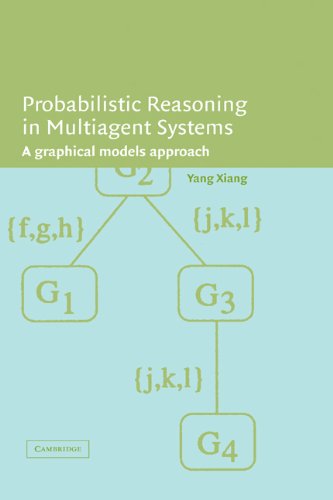 Probabilistic Reasoning
in Multiagent Systems
A graphical models approach
G2
Yang Xiang
{f,g,h}
{j,k,l}
G1
G3
{j,k,l}
G4
CAMBRIDGE